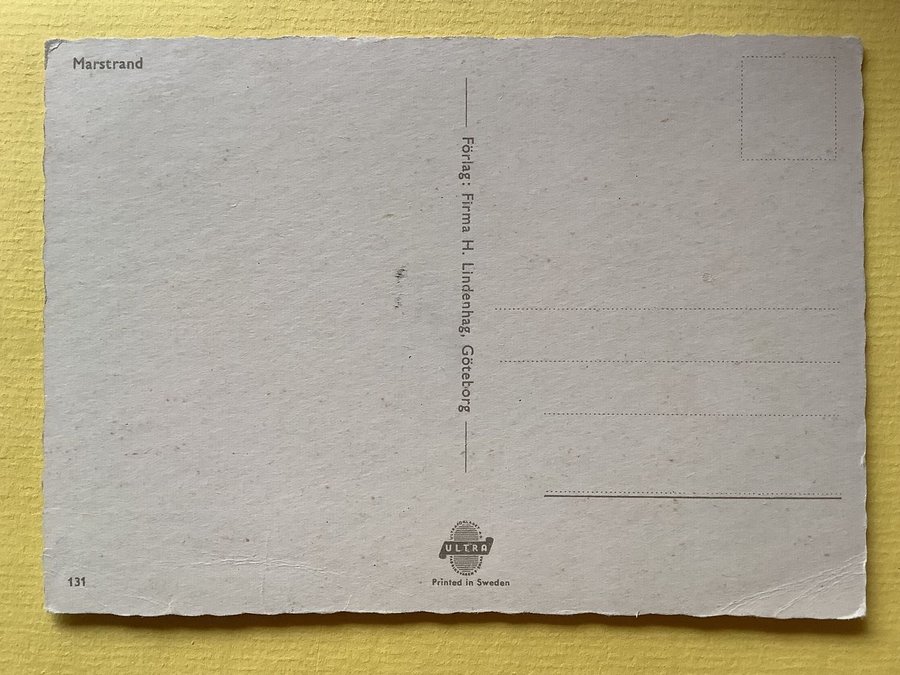 Marstrand
Förlag: Firma H. Lindenhag, Göteborg
ULTRA
Printed in Sweden
131